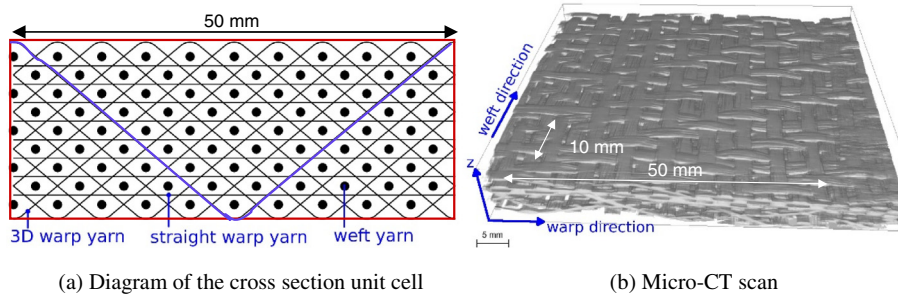 50 mm
3D warp yarn
straight warp yarn
weft yarn
weft direction
z
10 mm
50 mm
warp direction
5 mm
(a) Diagram of the cross section unit cell
(b) Micro-CT scan